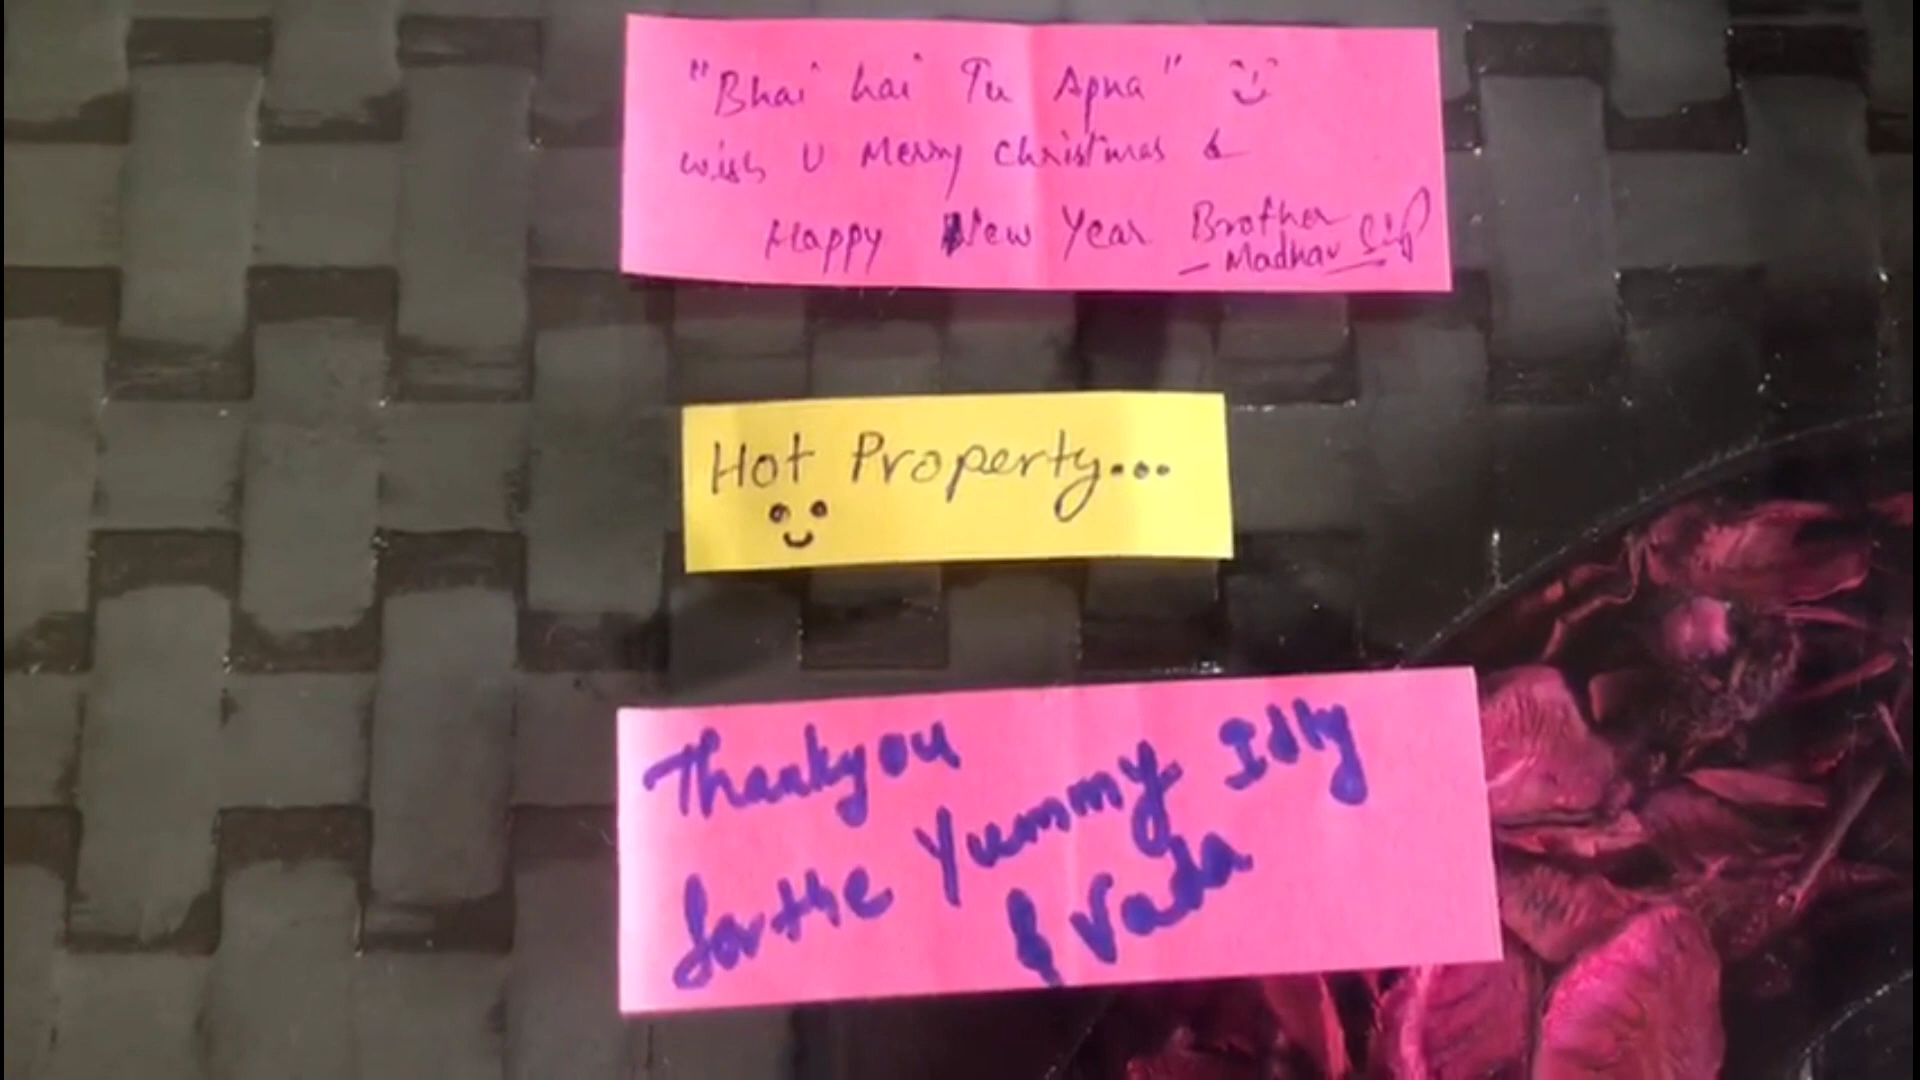 "Bhai hai Tu Apna"
wish U Merry Christmas &
Happy New Year Brother
- Madhav
Hot Property...
Thankyou
for the Yummy Idly
& Vada